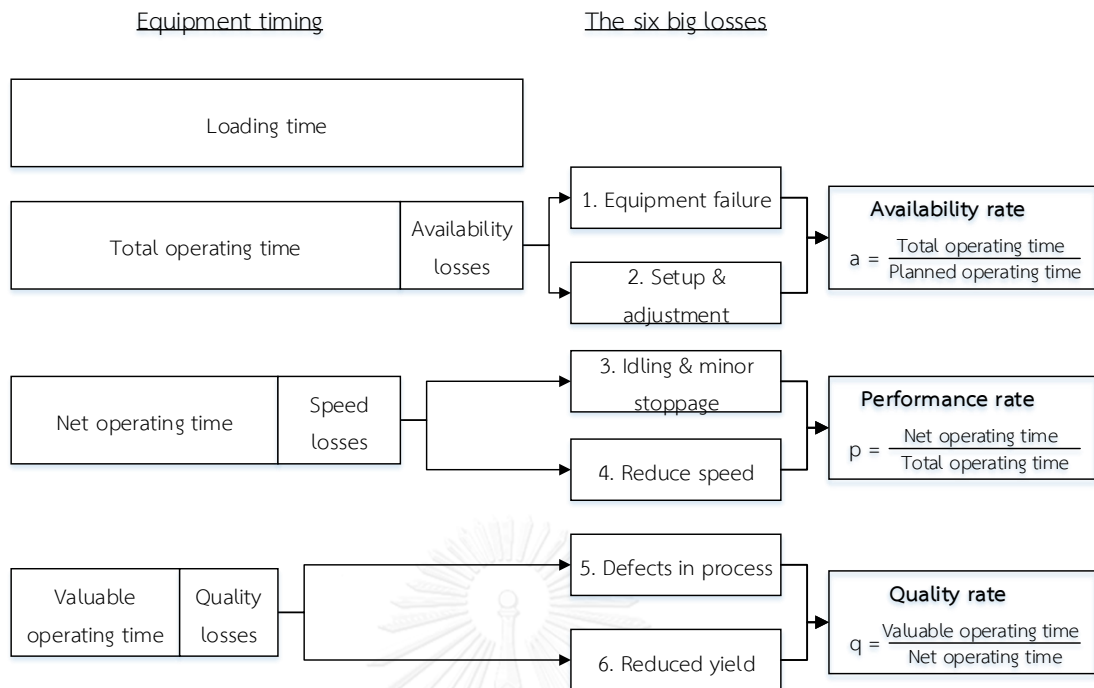 Equipment timing
The six big losses
Loading time
Total operating time
Availability
losses
1. Equipment failure
2. Setup &
adjustment
Availability rate
a = Total operating time
Planned operating time
Net operating time
Speed
losses
3. Idling & minor
stoppage
4. Reduce speed
Performance rate
p = Net operating time
Total operating time
Valuable
operating time
Quality
losses
5. Defects in process
6. Reduced yield
Quality rate
q = Valuable operating time
Net operating time